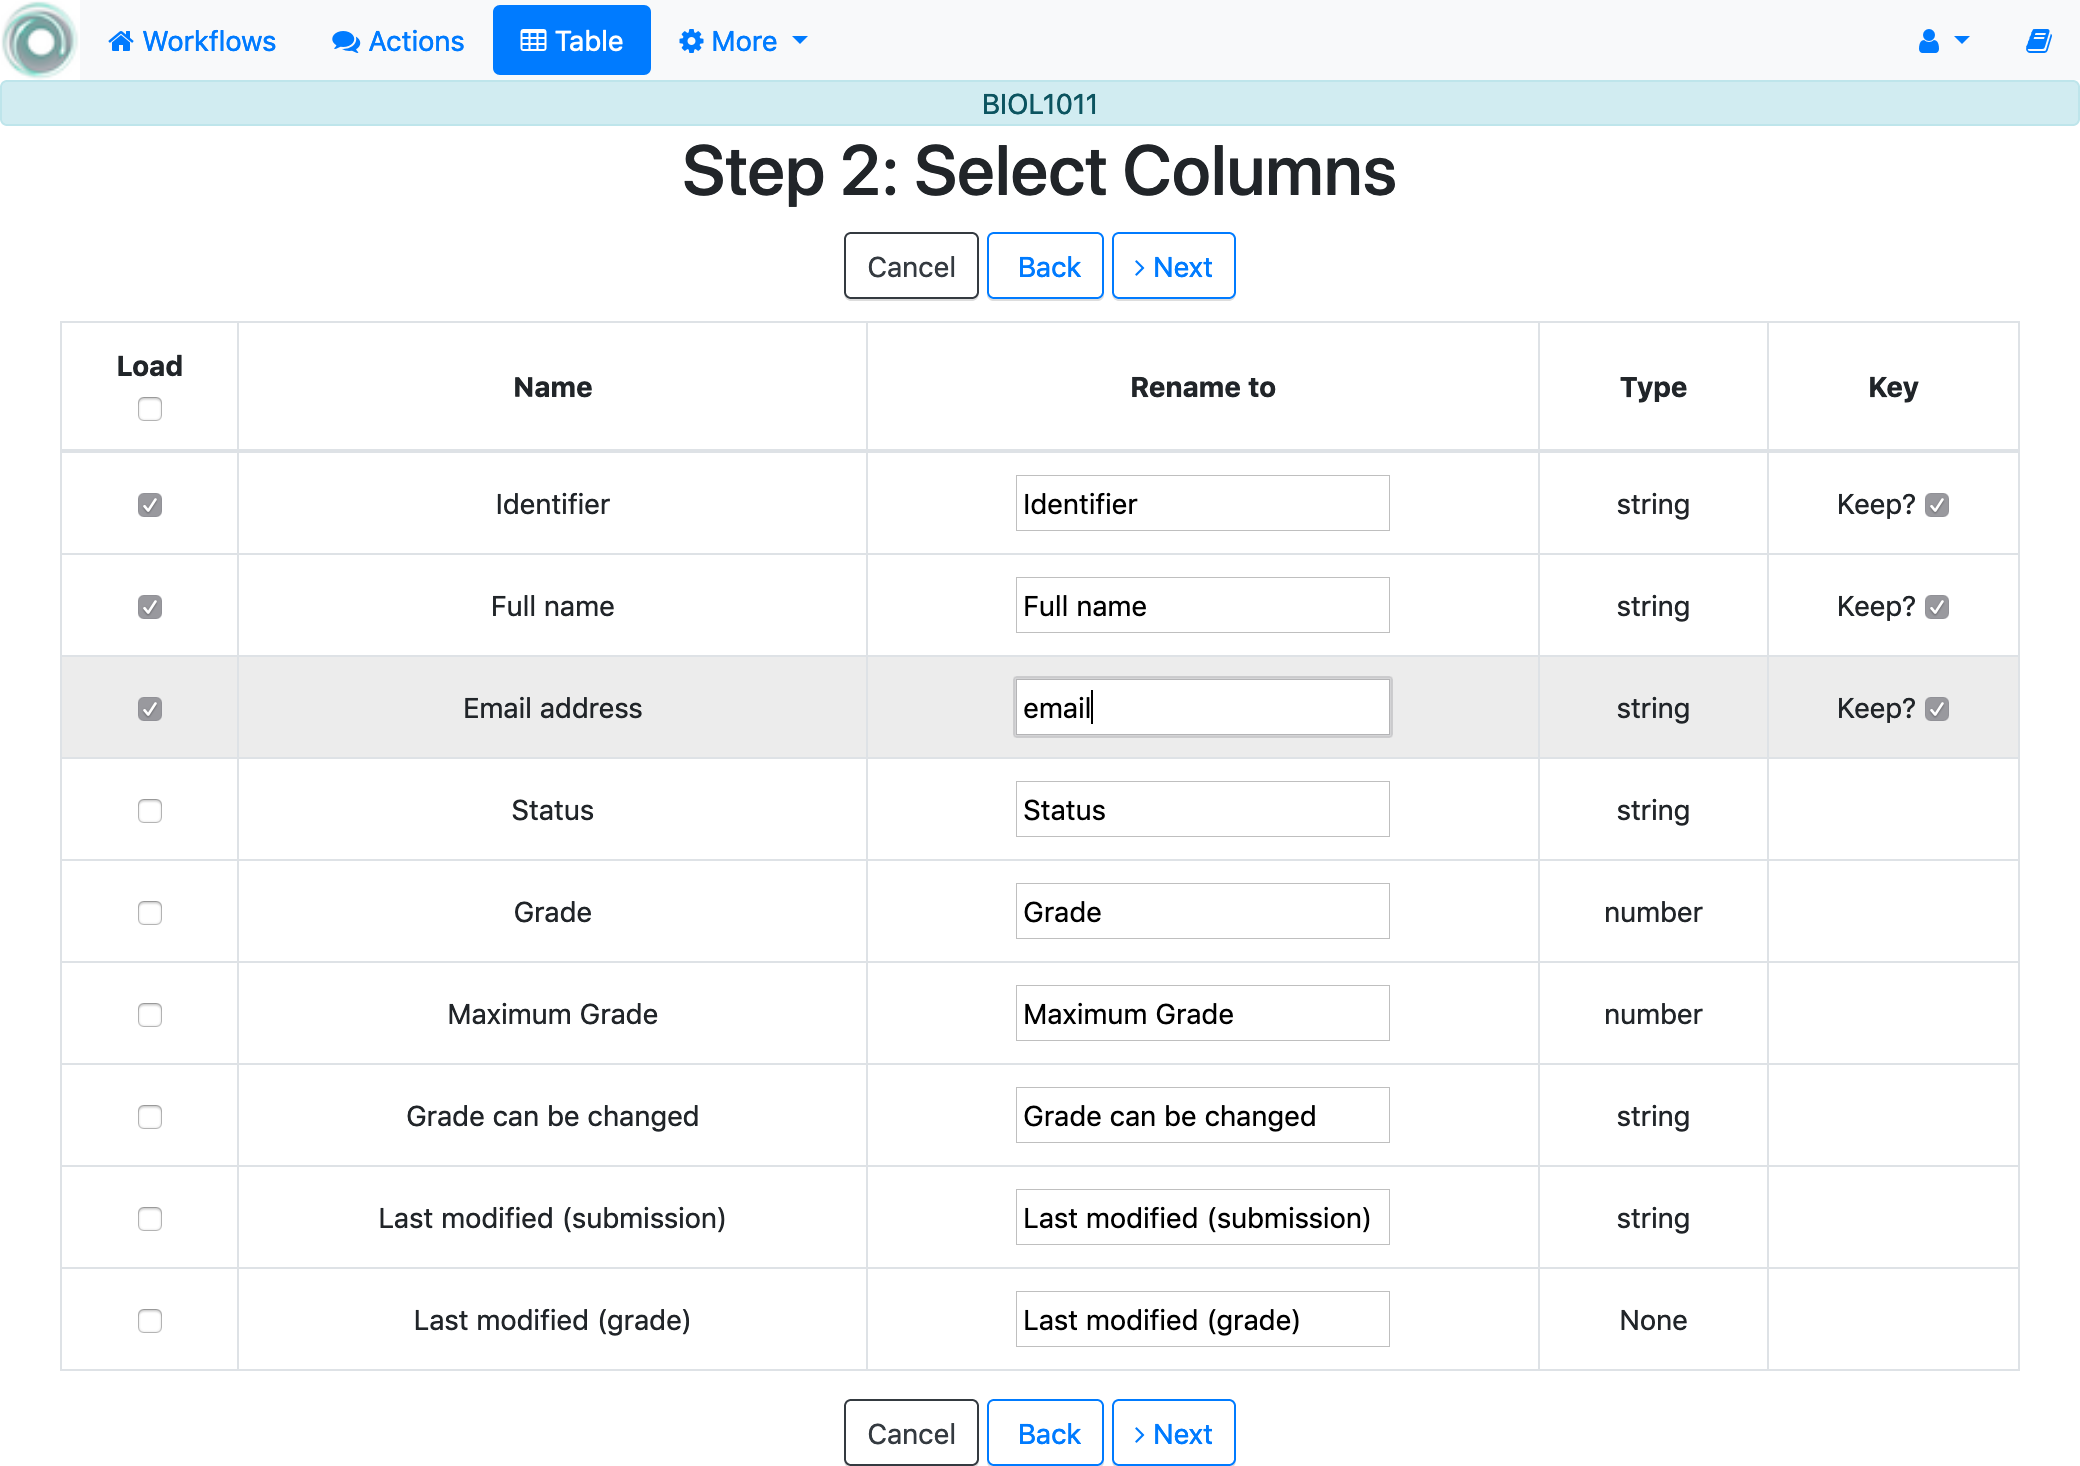 Workflows Actions Table More
BIOL1011
Step 2: Select Columns
Cancel Back > Next
Load Name Rename to Type Key
Identifier Identifier string Keep?
Full name Full name string Keep?
Email address email string Keep?
Status Status string
Grade Grade number
Maximum Grade Maximum Grade number
Grade can be changed Grade can be changed string
Last modified (submission) Last modified (submission) string
Last modified (grade) Last modified (grade) None
Cancel Back > Next